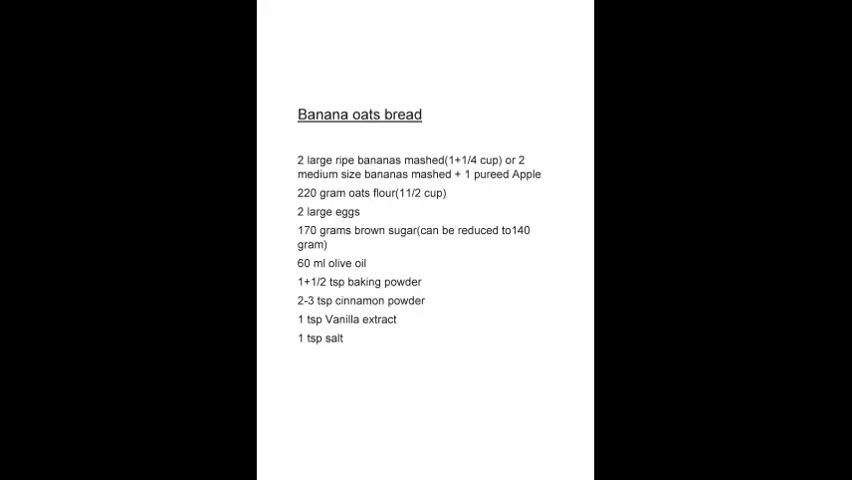 Banana oats bread
2 large ripe bananas mashed(1+1/4 cup) or 2
medium size bananas mashed + 1 pureed Apple
220 gram oats flour(11/2 cup)
2 large eggs
170 grams brown sugar(can be reduced to140
gram)
60 ml olive oil
1+1/2 tsp baking powder
2-3 tsp cinnamon powder
1 tsp Vanilla extract
1 tsp salt